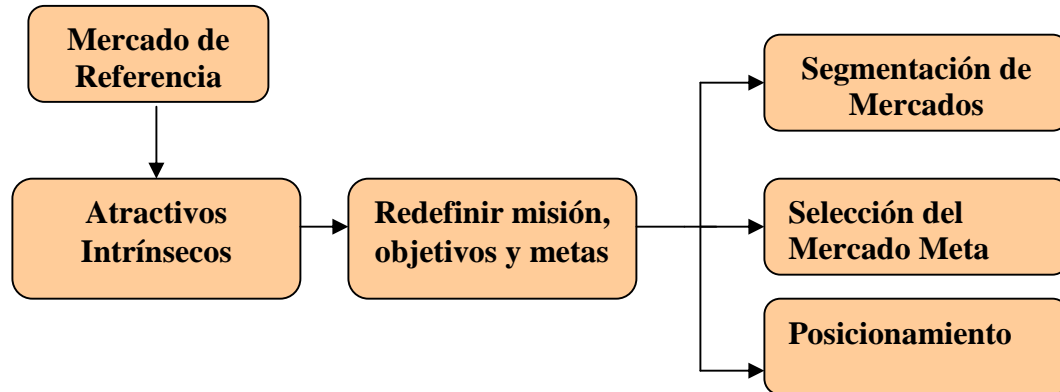 Mercado de
Referencia
Atractivos
Intrínsecos
Redefinir misión,
objetivos y metas
Segmentación de
Mercados
Selección del
Mercado Meta
Posicionamiento